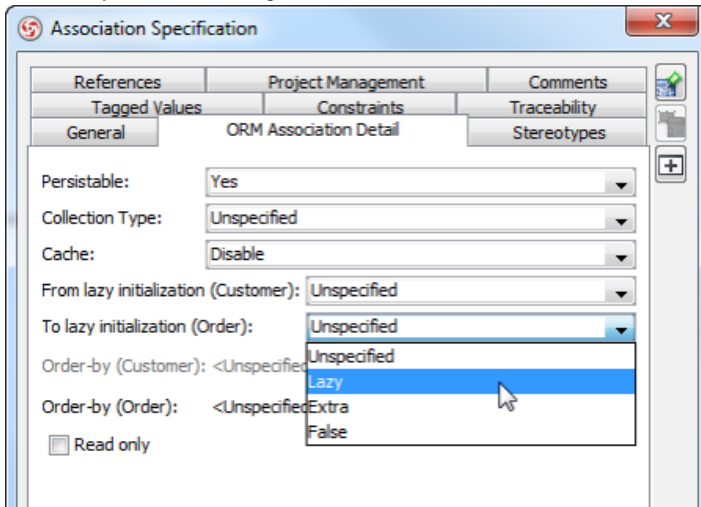 Association Specification
References Project Management Comments
Tagged Values Constraints Traceability
General ORM Association Detail Stereotypes
Persistable: Yes
Collection Type: Unspecified
Cache: Disable
From lazy initialization (Customer): Unspecified
To lazy initialization (Order): Unspecified
Unspecified
Order-by (Customer): <Unspecified
Lazy
Order-by (Order): <Unspecified
Extra
False
Read only